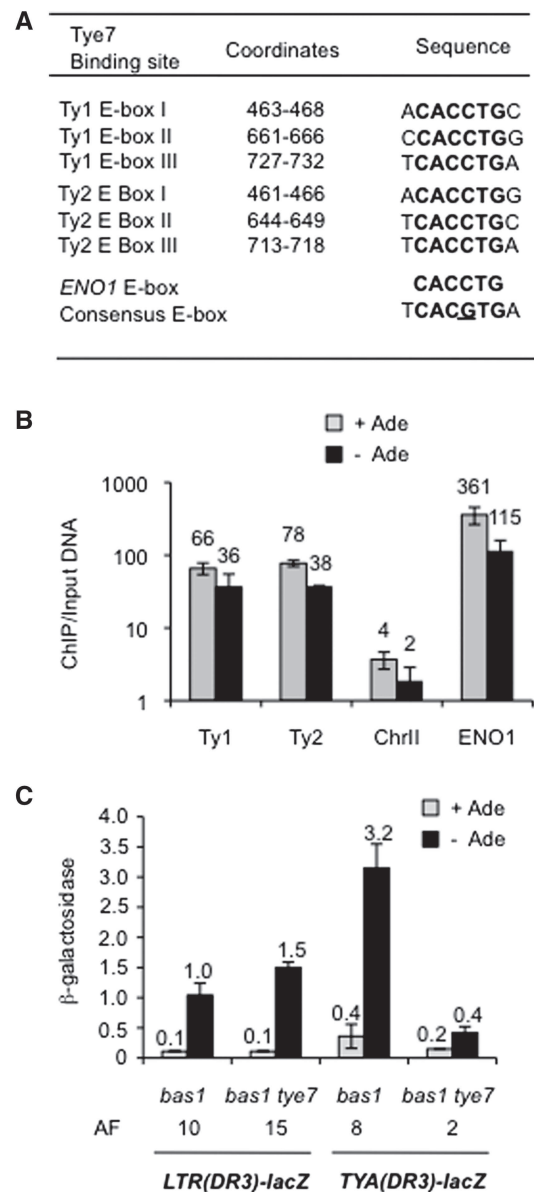 A
Tye7
Binding site Coordinates Sequence
Ty1 E-box I 463-468 ACACCTGC
Ty1 E-box II 661-666 CCACCTGG
Ty1 E-box III 727-732 TCACCTGA
Ty2 E Box I 461-466 ACACCTGG
Ty2 E Box II 644-649 TCACCTGC
Ty2 E Box III 713-718 TCACCTGA
ENO1 E-box CACCTG
Consensus E-box TCACGTGA
B
+ Ade
- Ade
ChIP/Input DNA
1000
100
10
1
66 36 78 38 4 2 361 115
Ty1 Ty2 ChrII ENO1
C
+ Ade
- Ade
β-galactosidase
4.0
3.5
3.0
2.5
2.0
1.5
1.0
0.5
0
0.1 1.0 0.1 1.5 0.4 3.2 0.2 0.4
bas1 bas1 tye7 bas1 bas1 tye7
AF 10 15 8 2
LTR(DR3)-lacZ TYA(DR3)-lacZ